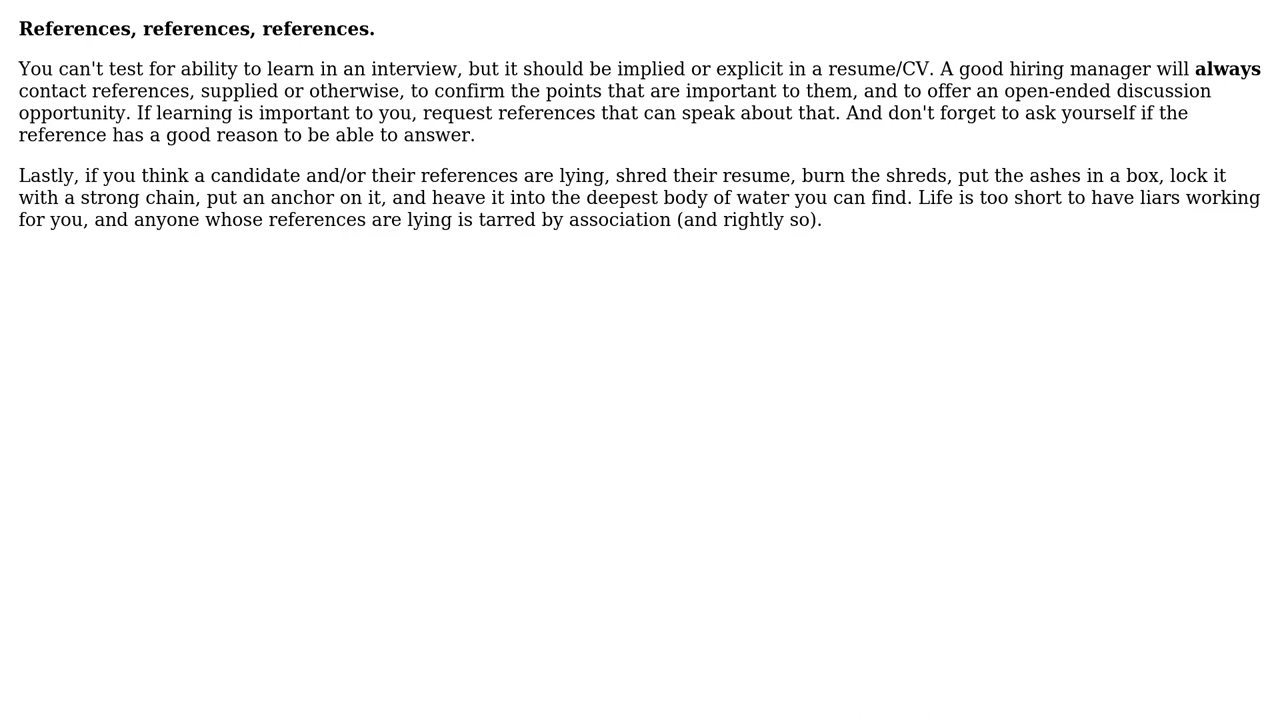 References, references, references.
You can't test for ability to learn in an interview, but it should be implied or explicit in a resume/CV. A good hiring manager will always
contact references, supplied or otherwise, to confirm the points that are important to them, and to offer an open-ended discussion
opportunity. If learning is important to you, request references that can speak about that. And don't forget to ask yourself if the
reference has a good reason to be able to answer.
Lastly, if you think a candidate and/or their references are lying, shred their resume, burn the shreds, put the ashes in a box, lock it
with a strong chain, put an anchor on it, and heave it into the deepest body of water you can find. Life is too short to have liars working
for you, and anyone whose references are lying is tarred by association (and rightly so).